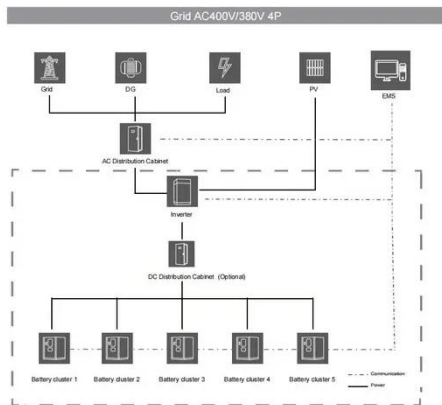 Grid AC400V/380V 4P
Grid
DG
Load
PV
EMS
AC Distribution Cabinet
Inverter
DC Distribution Cabinet (Optional)
Battery cluster 1
Battery cluster 2
Battery cluster 3
Battery cluster 4
Battery cluster 5
Communication
Power